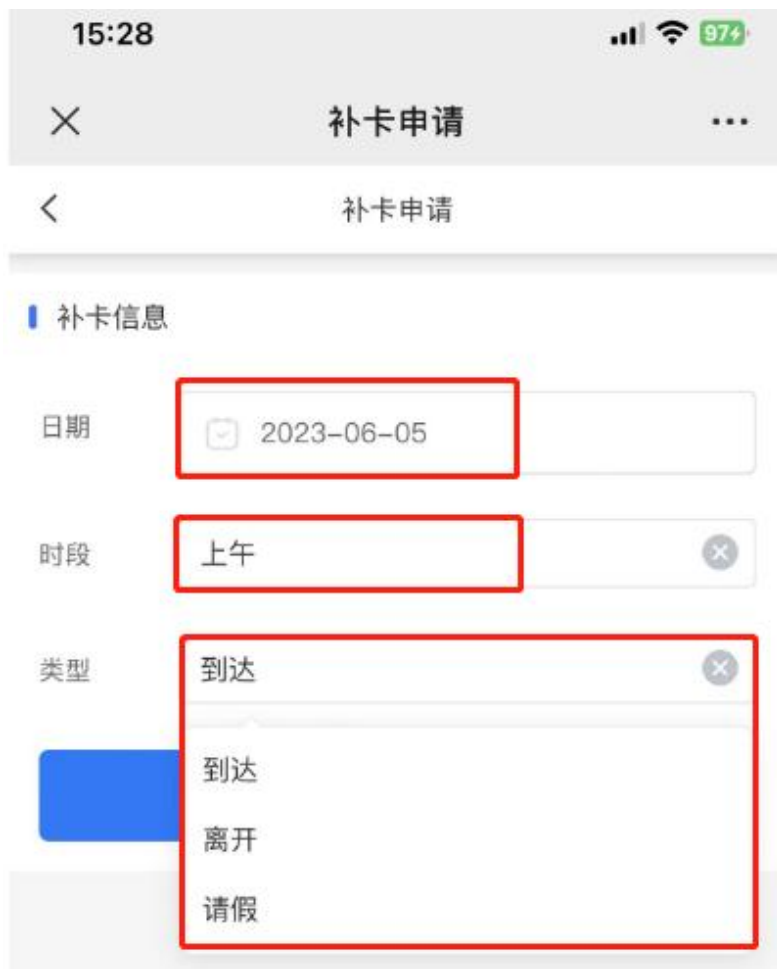 15:28
97
补卡申请
补卡申请
补卡信息
日期
2023-06-05
时段
上午
类型
到达
到达
离开
请假